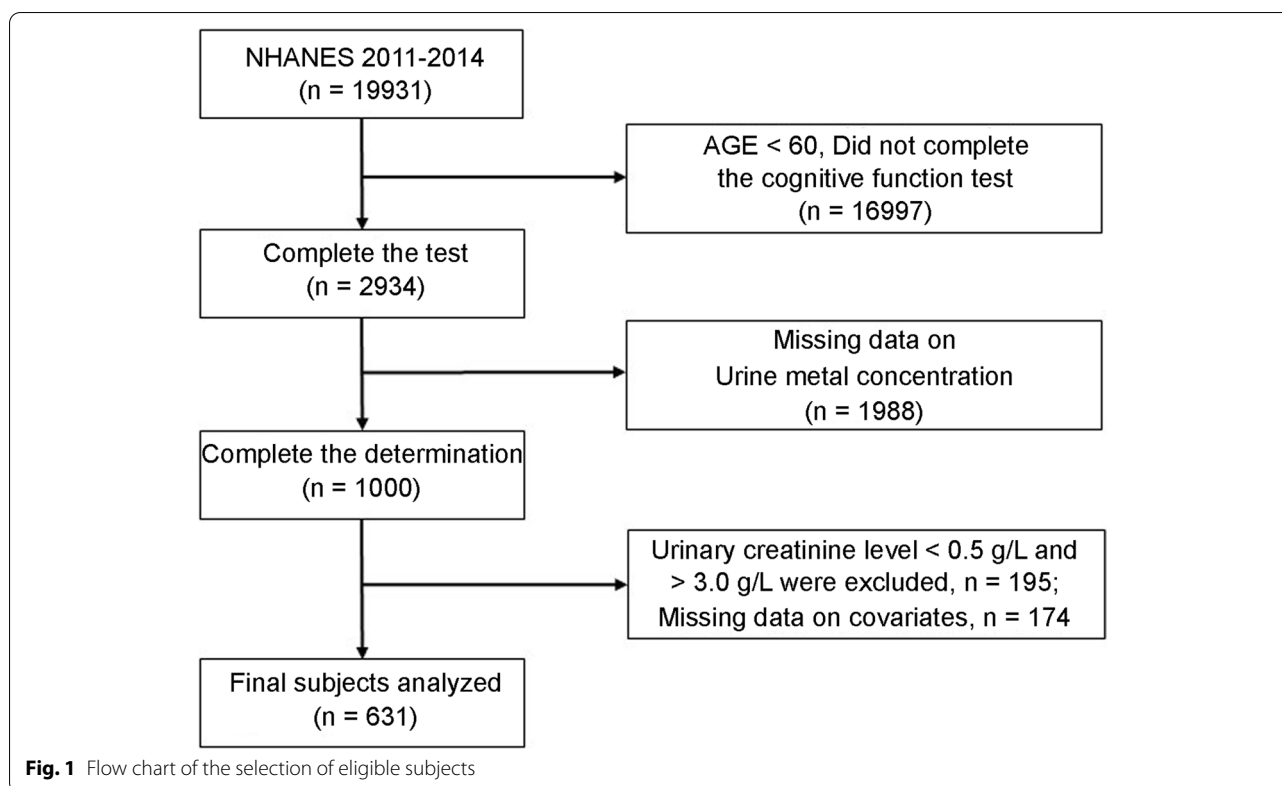 NHANES 2011-2014
(n = 19931)
AGE < 60, Did not complete
the cognitive function test
(n = 16997)
Complete the test
(n = 2934)
Missing data on
Urine metal concentration
(n = 1988)
Complete the determination
(n = 1000)
Urinary creatinine level < 0.5 g/L and
> 3.0 g/L were excluded, n = 195;
Missing data on covariates, n = 174
Final subjects analyzed
(n = 631)
Fig. 1 Flow chart of the selection of eligible subjects